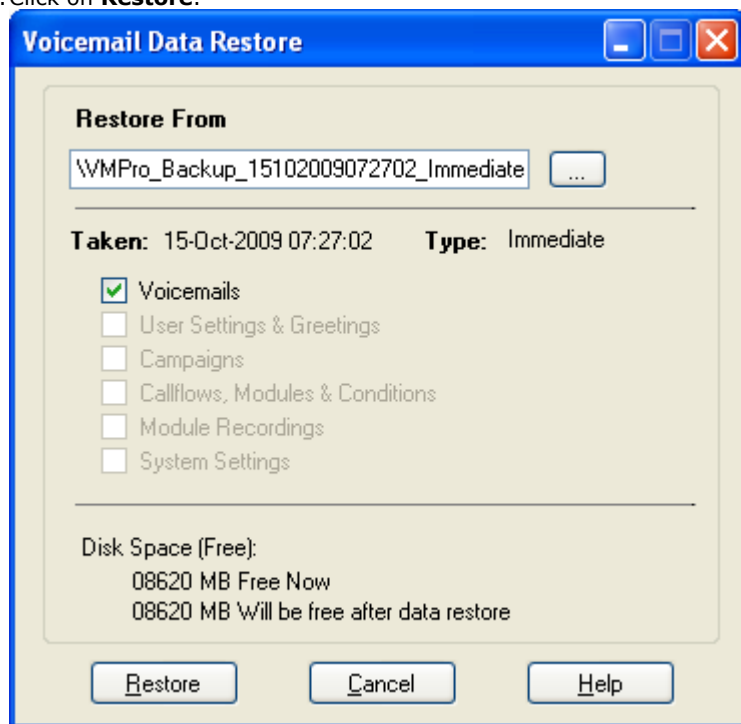 . Click on Restore.
Voicemail Data Restore
Restore From
\VMPro_Backup_15102009072702_Immediate ...
Taken: 15-Oct-2009 07:27:02 Type: Immediate
Voicemails
User Settings & Greetings
Campaigns
Callflows, Modules & Conditions
Module Recordings
System Settings
Disk Space (Free):
08620 MB Free Now
08620 MB Will be free after data restore
Restore Cancel Help